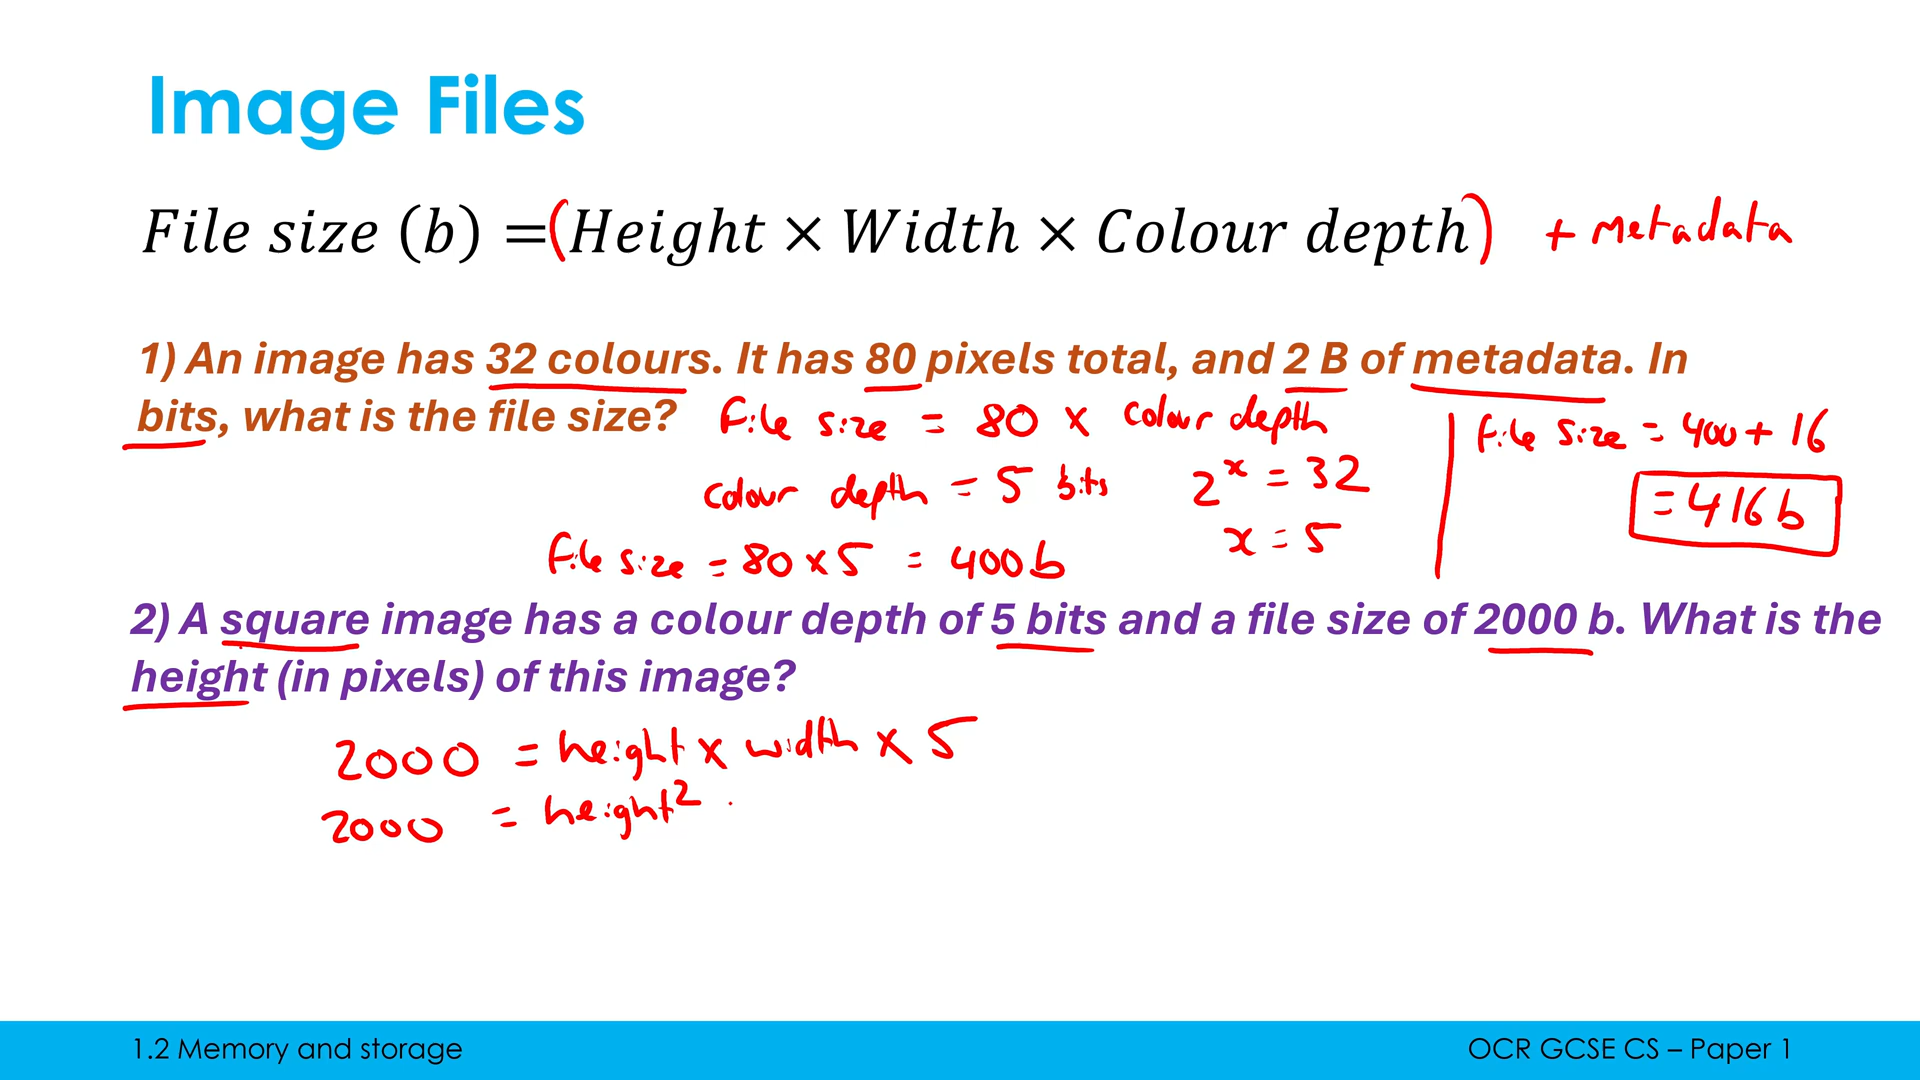 Image Files
File size (b) = (Height × Width × Colour depth) + Metadata
1) An image has 32 colours. It has 80 pixels total, and 2 B of metadata. In
bits, what is the file size?
File size = 80 x colour depth
colour depth = 5 bits
2^x = 32
x = 5
File size = 80 x 5 = 400b
File size = 400 + 16
= 416b
2) A square image has a colour depth of 5 bits and a file size of 2000 b. What is the
height (in pixels) of this image?
2000 = height x width x 5
2000 = height²
1.2 Memory and storage
OCR GCSE CS – Paper 1